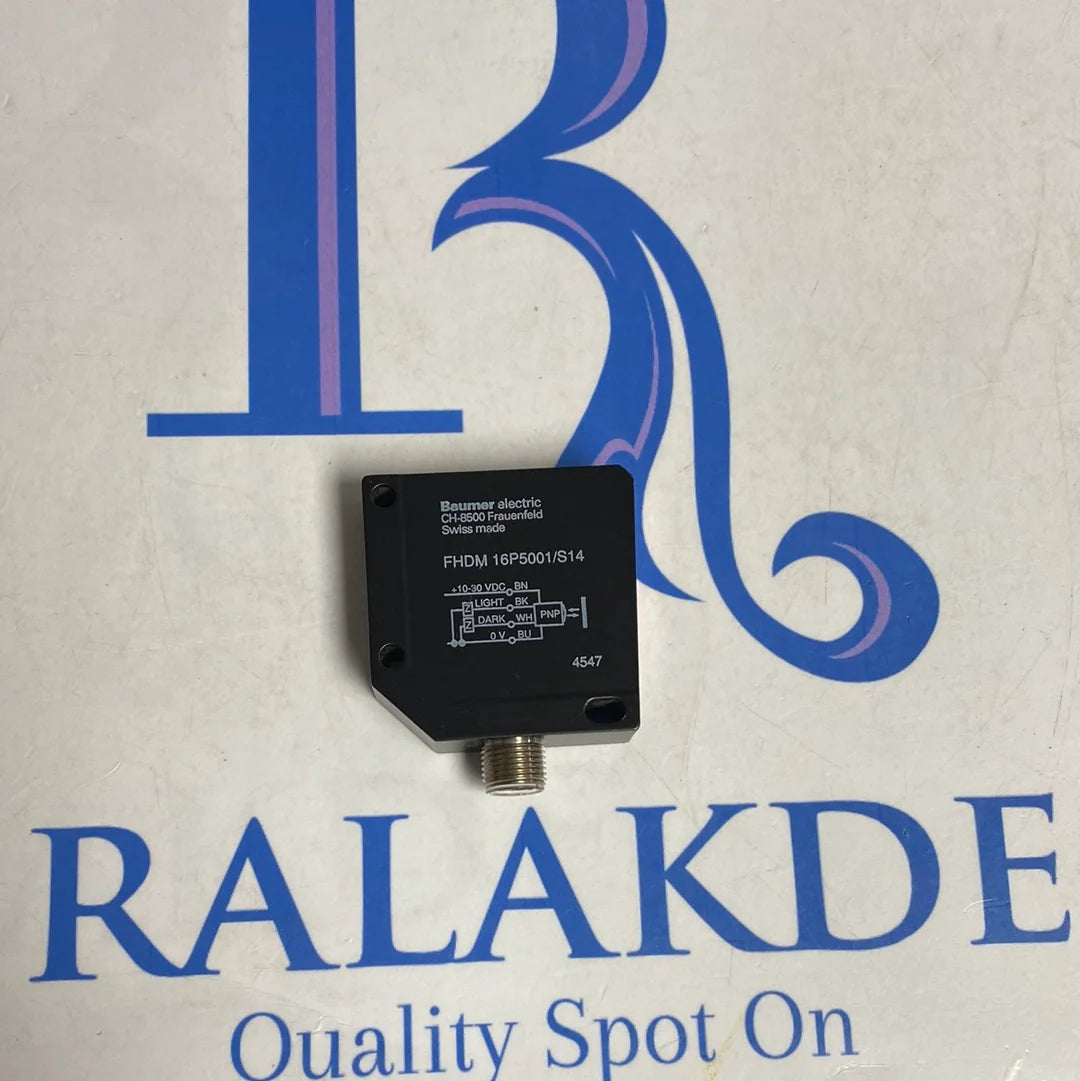 R
Baumer electric
CH-8500 Frauenfeld
Swiss made
FHDM 16P5001/S14
+10-30 VDC BN
LIGHT BK
Z
DARK WH
Z
PNP
0 V BU
4547
RALAKDE
Quality Spot On